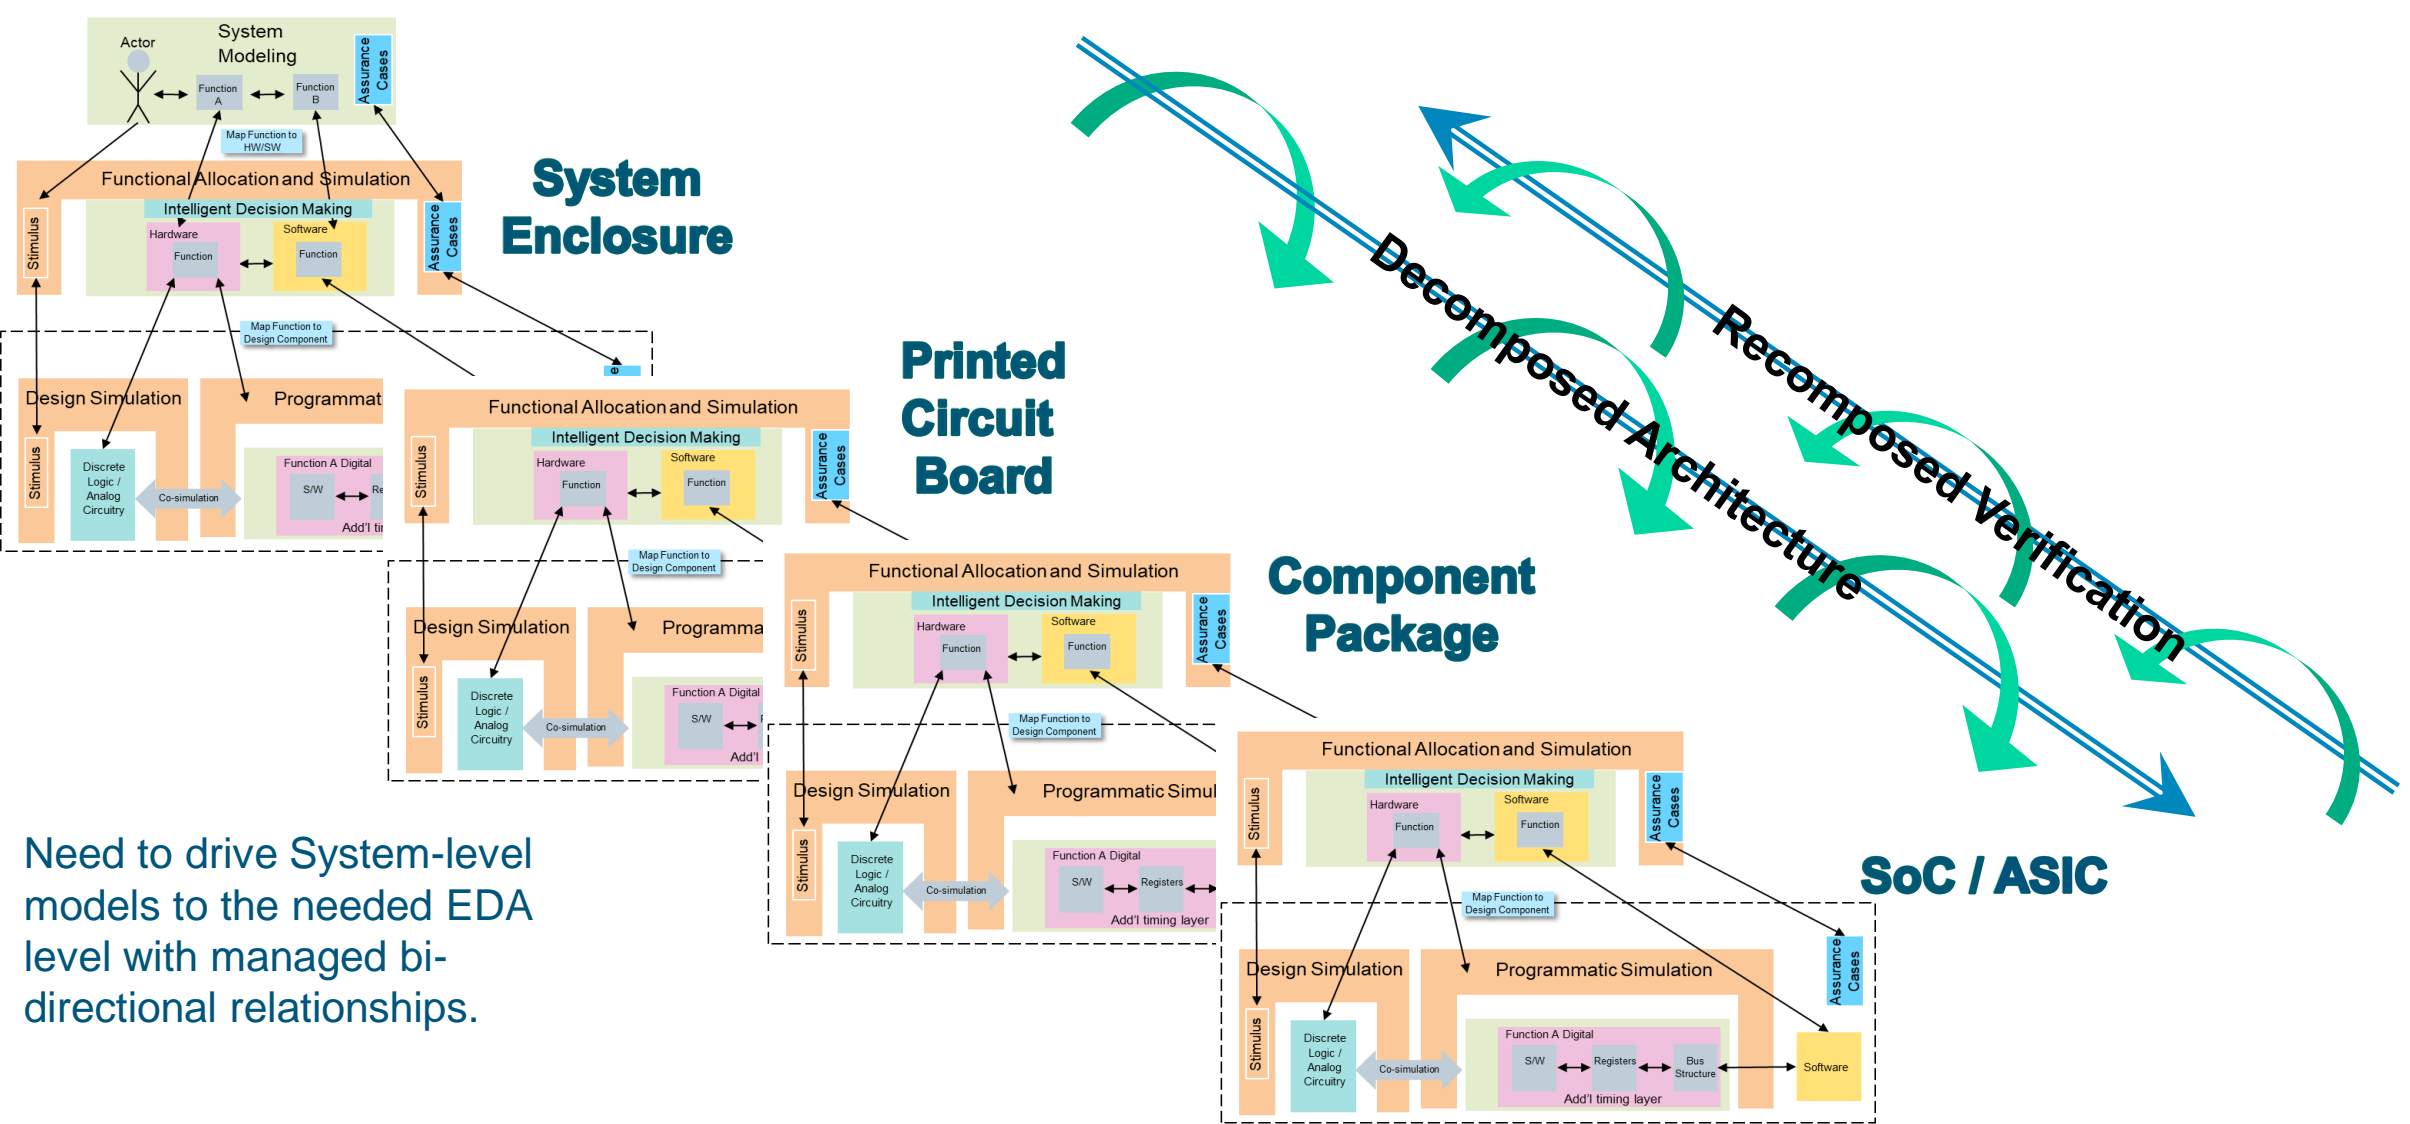 Actor
System
Modeling
Assurance
Cases
Function
A
Function
B
Map Function to
HW/SW
Functional Allocation and Simulation
Intelligent Decision Making
Stimulus
Hardware
Function
Software
Function
Assurance
Cases
System
Enclosure
Map Function to
Design Component
Design Simulation
Programmat
Stimulus
Discrete
Logic /
Analog
Circuitry
Co-simulation
Function A Digital
S/W
Re
Add'l tir
Functional Allocation and Simulation
Intelligent Decision Making
Stimulus
Hardware
Function
Software
Function
Assurance
Cases
Printed
Circuit
Board
Map Function to
Design Component
Design Simulation
Programma
Stimulus
Discrete
Logic /
Analog
Circuitry
Co-simulation
Function A Digital
S/W
Add'l
Functional Allocation and Simulation
Intelligent Decision Making
Stimulus
Hardware
Function
Software
Function
Assurance
Cases
Component
Package
Map Function to
Design Component
Design Simulation
Programmatic Simul
Stimulus
Discrete
Logic /
Analog
Circuitry
Co-simulation
Function A Digital
S/W
Registers
Add'l timing layer
Functional Allocation and Simulation
Intelligent Decision Making
Stimulus
Hardware
Function
Software
Function
Assurance
Cases
SoC / ASIC
Map Function to
Design Component
Design Simulation
Programmatic Simulation
Assurance
Cases
Stimulus
Discrete
Logic /
Analog
Circuitry
Co-simulation
Function A Digital
S/W
Registers
Bus
Structure
Add'l timing layer
Software
Decomposed Architecture
Recomposed Verification
Need to drive System-level
models to the needed EDA
level with managed bi-
directional relationships.